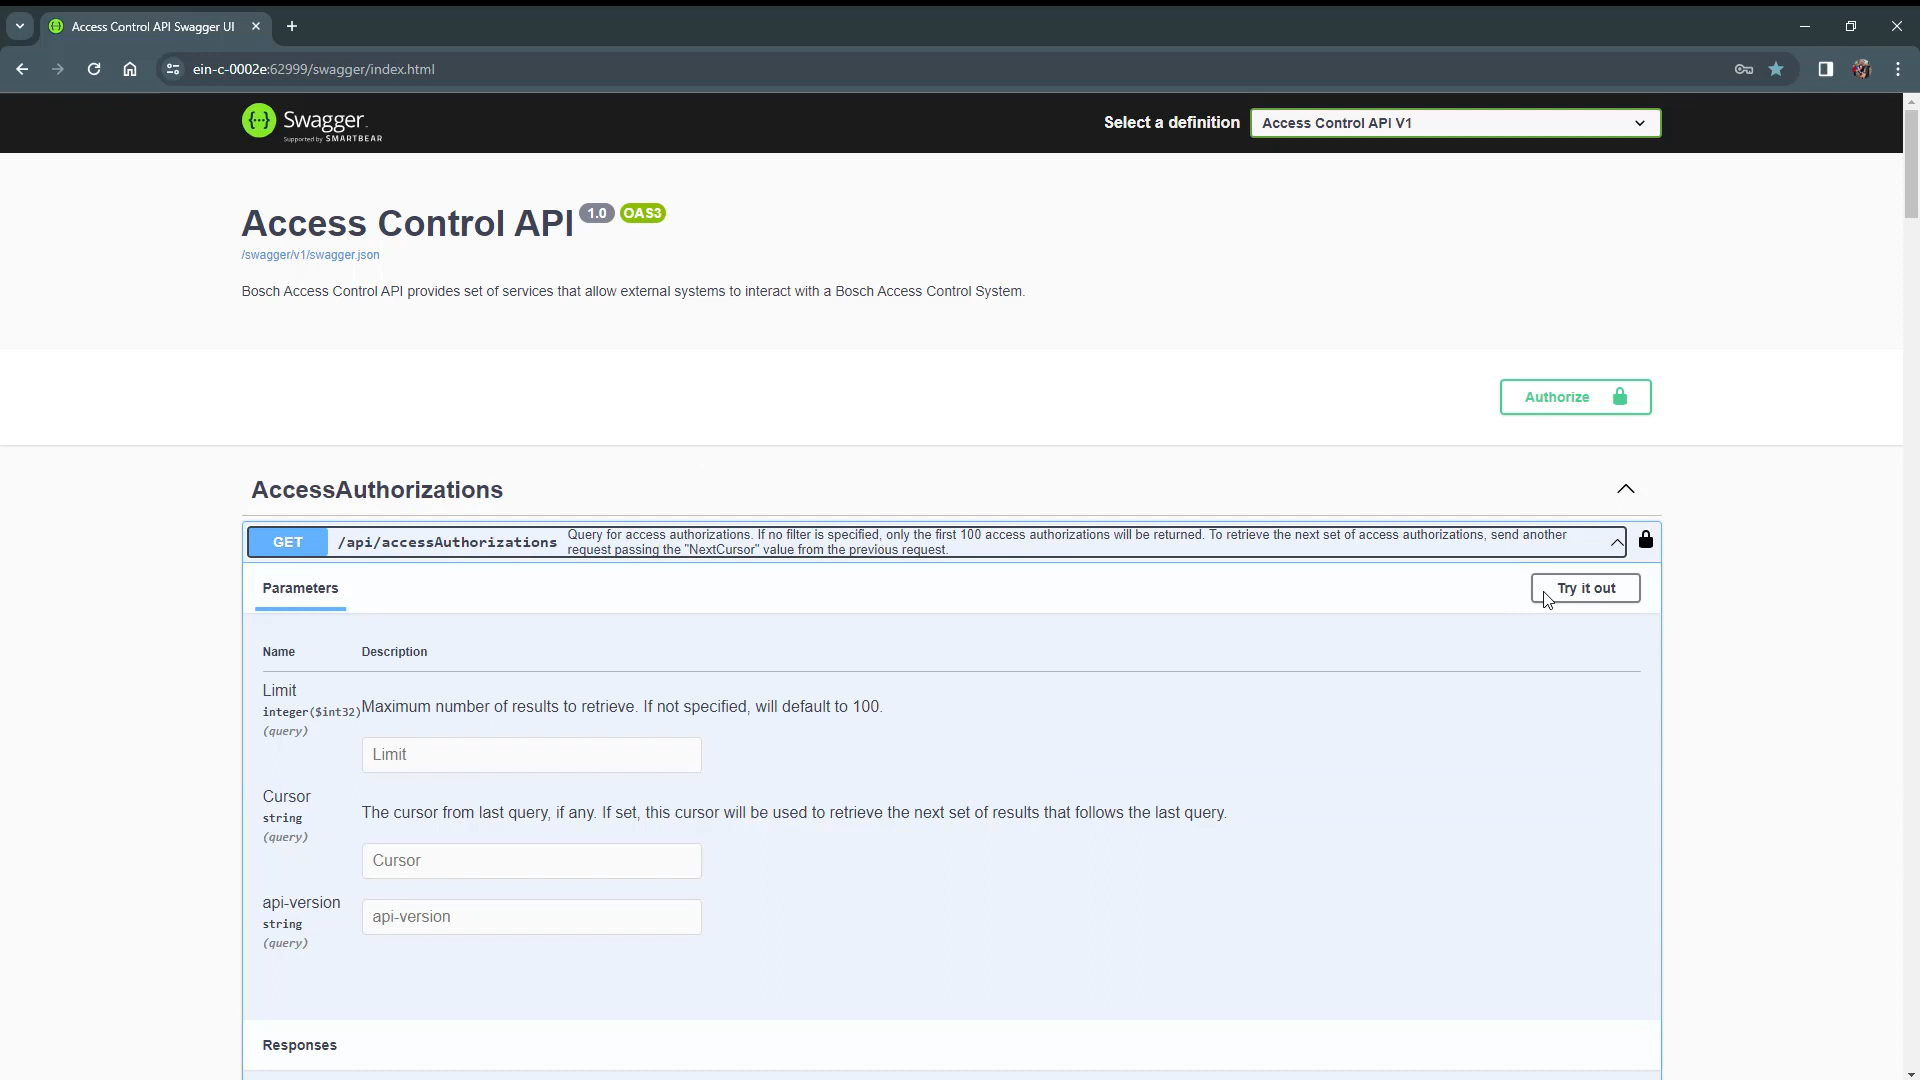 Access Control API Swagger UI
ein-c-0002e:62999/swagger/index.html
{···} Swagger.
Supported by SMARTBEAR
Select a definition
Access Control API V1
Access Control API 1.0 OAS3
/swagger/v1/swagger.json
Bosch Access Control API provides set of services that allow external systems to interact with a Bosch Access Control System.
Authorize
AccessAuthorizations
GET /api/accessAuthorizations
Query for access authorizations. If no filter is specified, only the first 100 access authorizations will be returned. To retrieve the next set of access authorizations, send another
request passing the "NextCursor" value from the previous request.
Parameters
Try it out
Name Description
Limit
integer($int32)
(query)
Maximum number of results to retrieve. If not specified, will default to 100.
Limit
Cursor
string
(query)
The cursor from last query, if any. If set, this cursor will be used to retrieve the next set of results that follows the last query.
Cursor
api-version
string
(query)
api-version
Responses